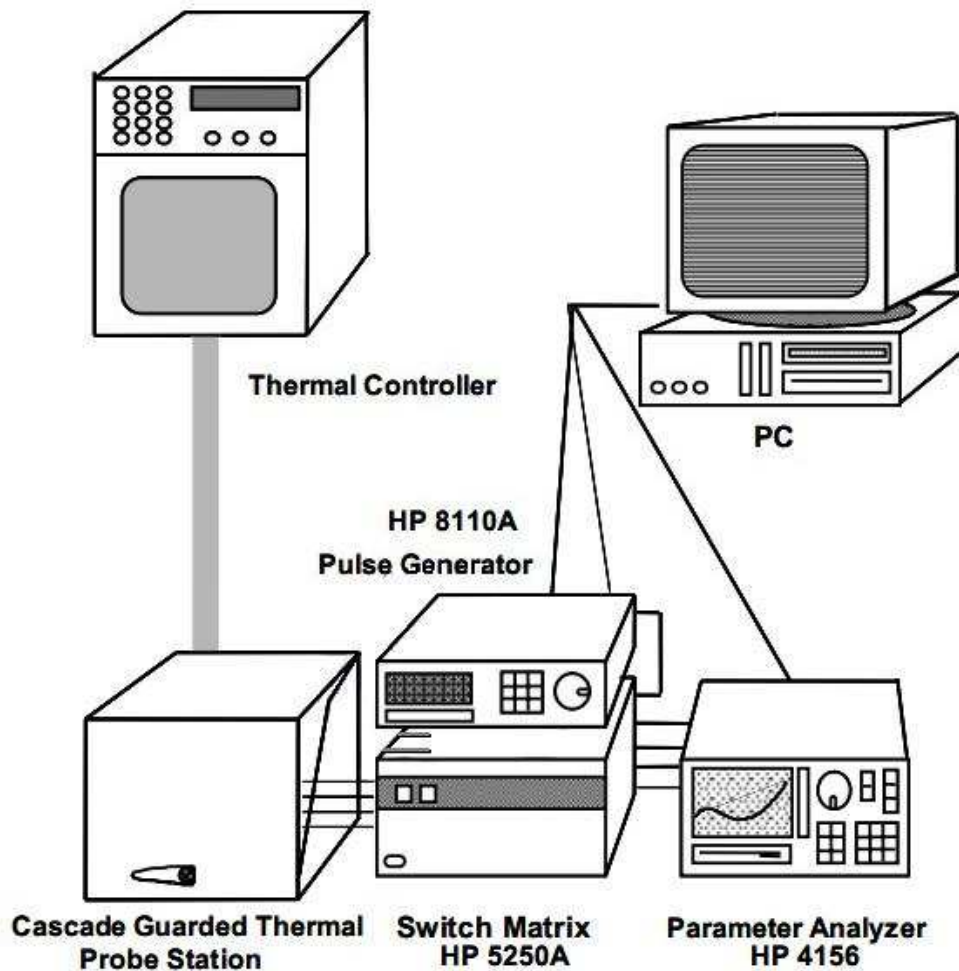 Thermal Controller
PC
HP 8110A
Pulse Generator
Cascade Guarded Thermal
Probe Station
Switch Matrix
HP 5250A
Parameter Analyzer
HP 4156